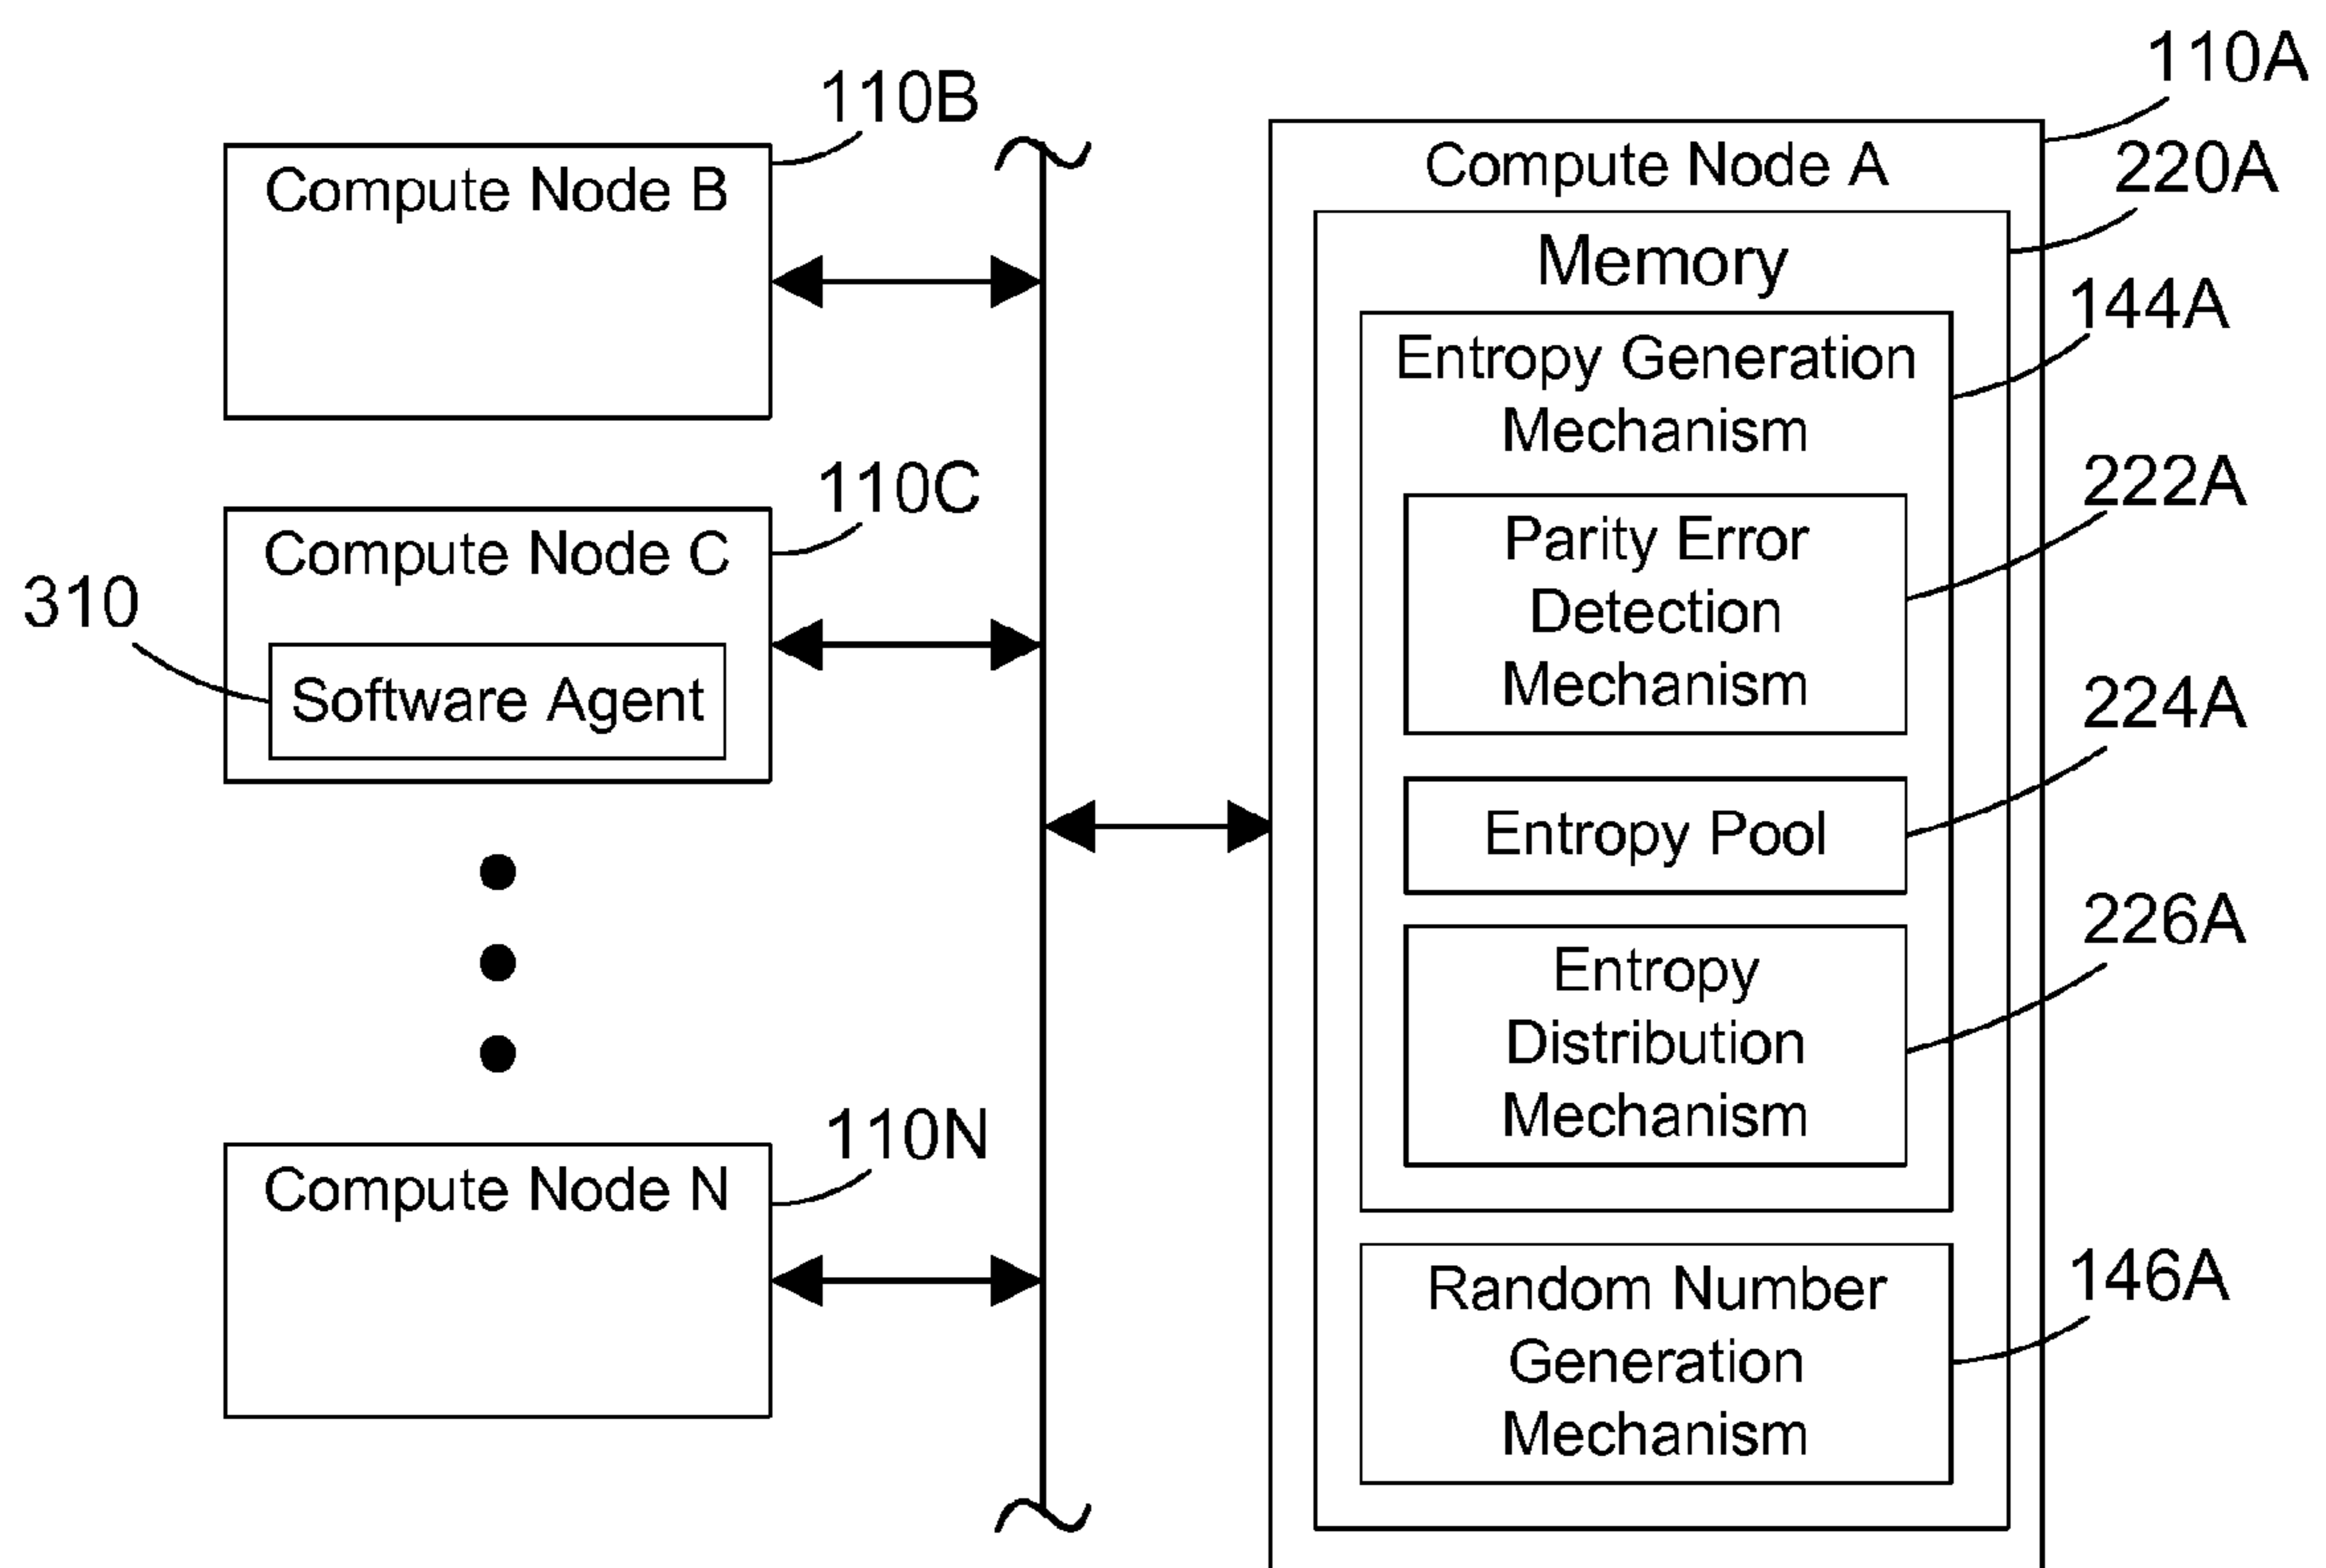 110B
Compute Node B
110C
Compute Node C
310
Software Agent
110N
Compute Node N
110A
Compute Node A
220A
Memory
144A
Entropy Generation
Mechanism
222A
Parity Error
Detection
Mechanism
224A
Entropy Pool
226A
Entropy
Distribution
Mechanism
146A
Random Number
Generation
Mechanism